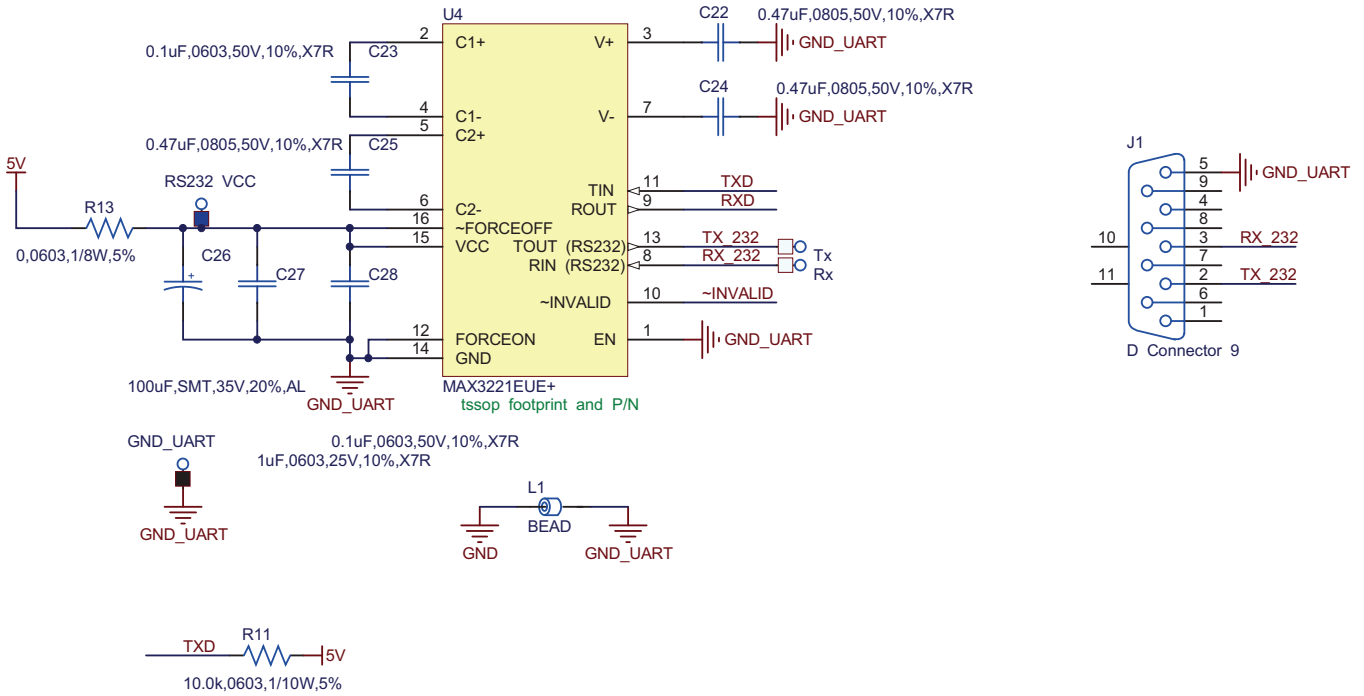 U4
C22
0.47uF,0805,50V,10%,X7R
2
C1+
V+
3
GND_UART
0.1uF,0603,50V,10%,X7R
C23
C24
0.47uF,0805,50V,10%,X7R
4
C1-
V-
7
GND_UART
5
C2+
0.47uF,0805,50V,10%,X7R
C25
J1
5V
RS232 VCC
5
GND_UART
9
TIN
11
TXD
R13
6
C2-
ROUT
9
RXD
4
16
~FORCEOFF
8
0,0603,1/8W,5%
C26
15
VCC
TOUT (RS232)
13
TX_232
Tx
10
3
RX_232
C27
C28
RIN (RS232)
8
RX_232
Rx
7
11
2
TX_232
~INVALID
10
~INVALID
6
1
12
FORCEON
EN
1
GND_UART
14
GND
D Connector 9
100uF,SMT,35V,20%,AL
GND_UART
MAX3221EUE+
tssop footprint and P/N
GND_UART
0.1uF,0603,50V,10%,X7R
1uF,0603,25V,10%,X7R
GND_UART
L1
BEAD
GND
GND_UART
TXD
R11
5V
10.0k,0603,1/10W,5%